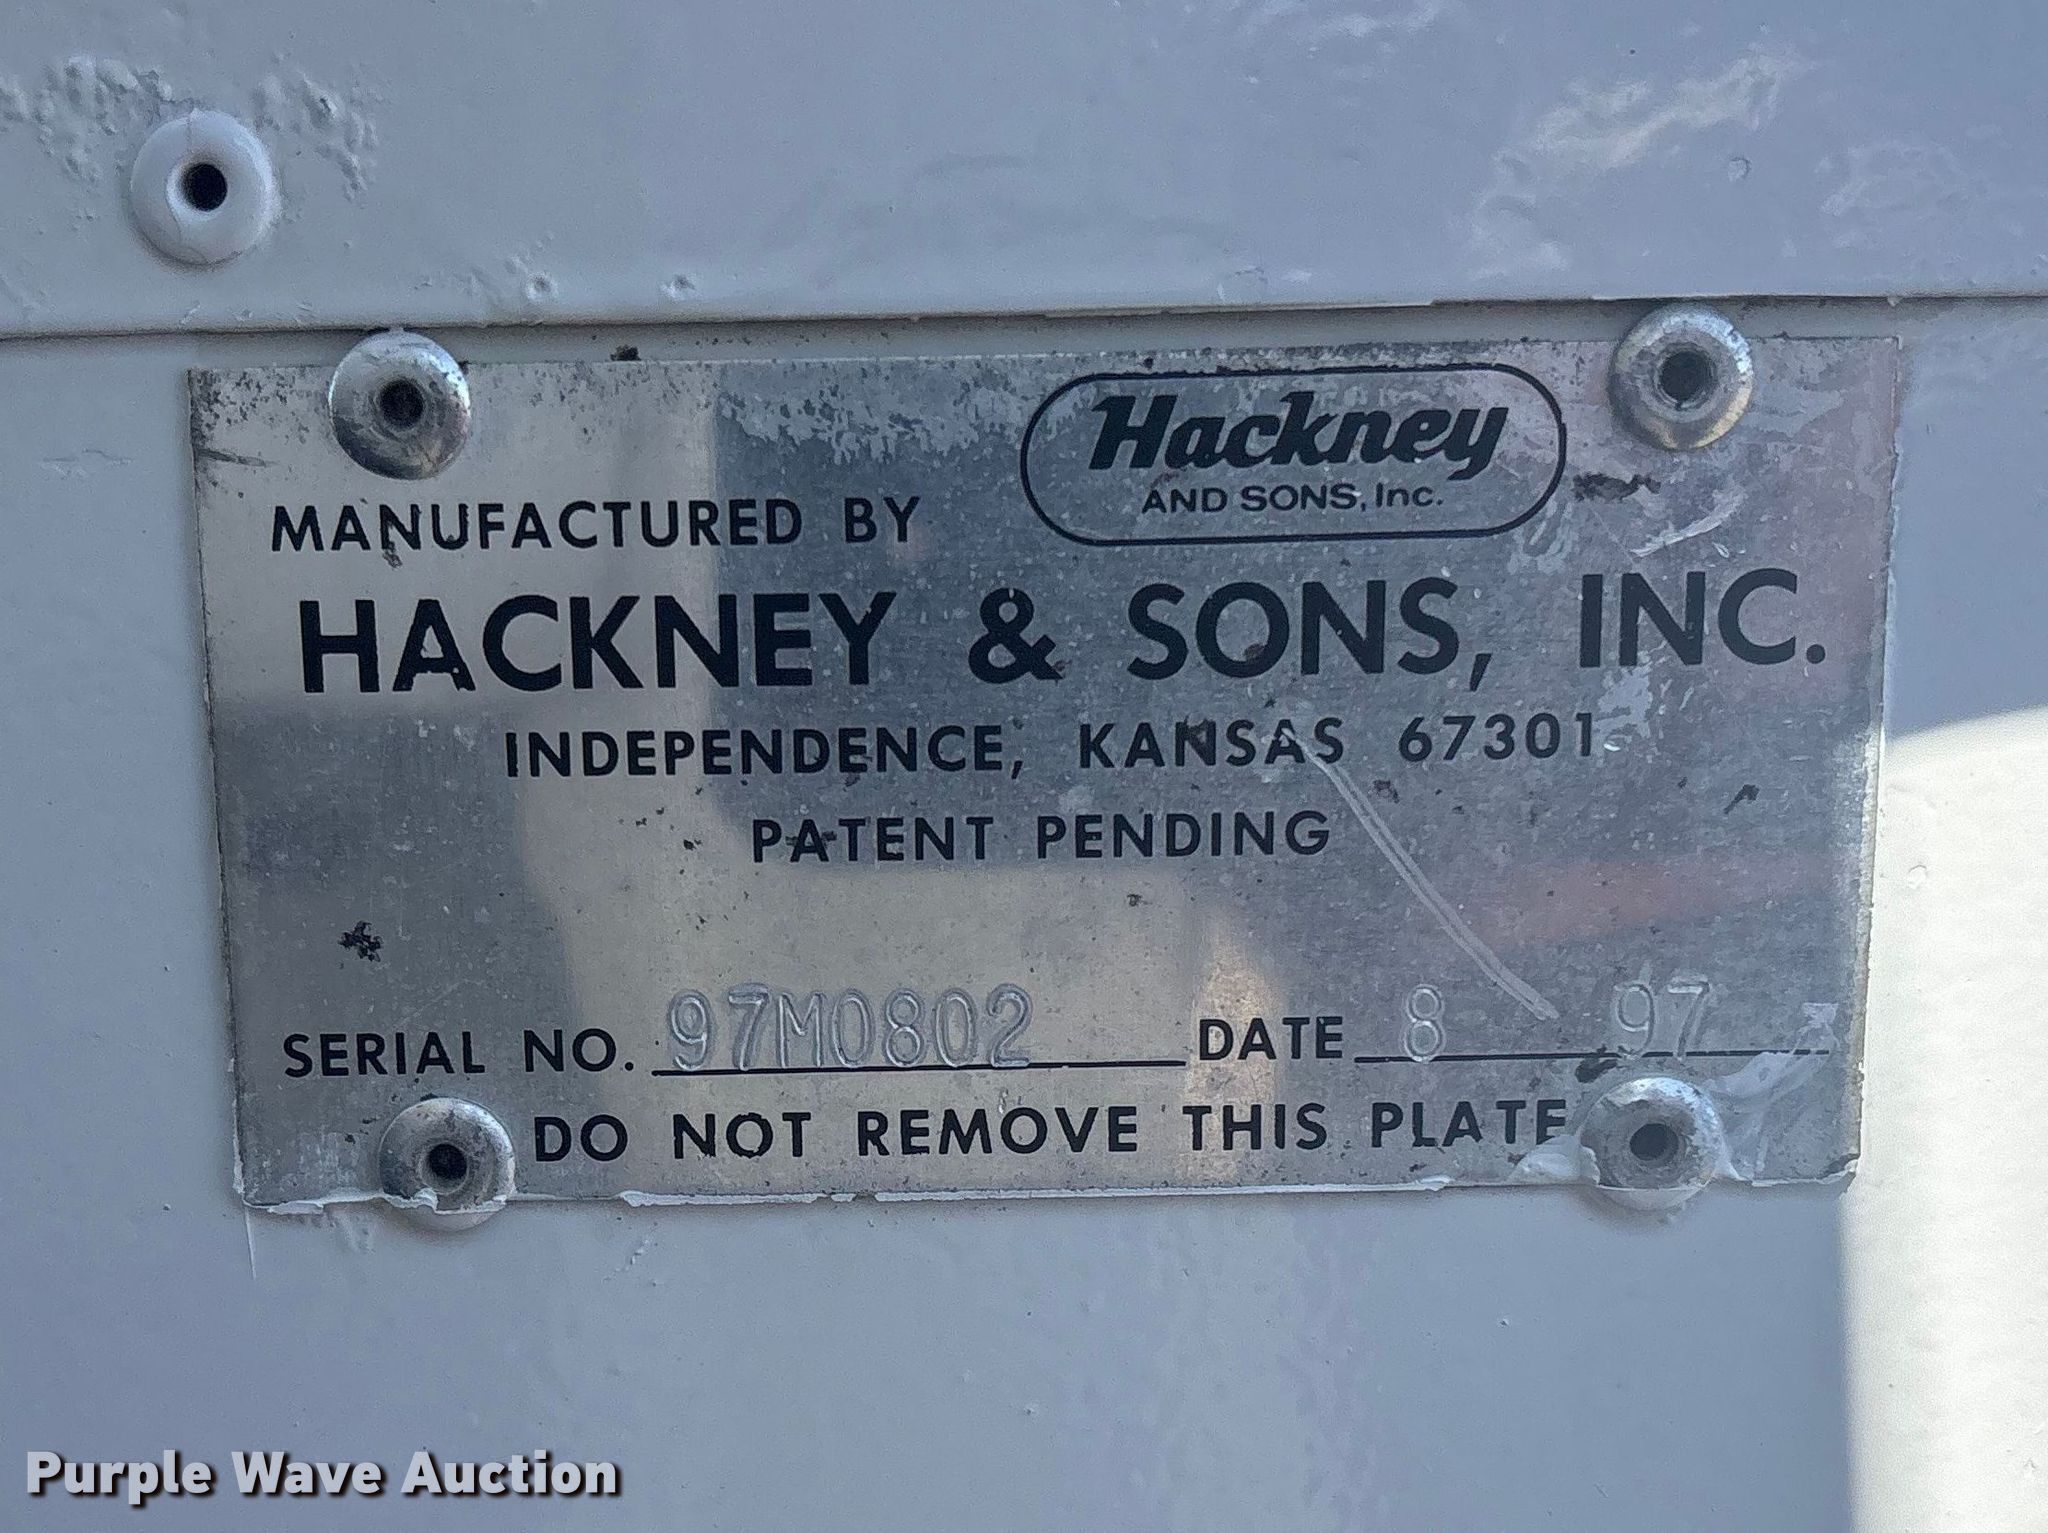 Hackney
AND SONS, Inc.
MANUFACTURED BY
HACKNEY & SONS, INC.
INDEPENDENCE, KANSAS 67301
PATENT PENDING
SERIAL NO. 97M0802 DATE 8 97
DO NOT REMOVE THIS PLATE
Purple Wave Auction